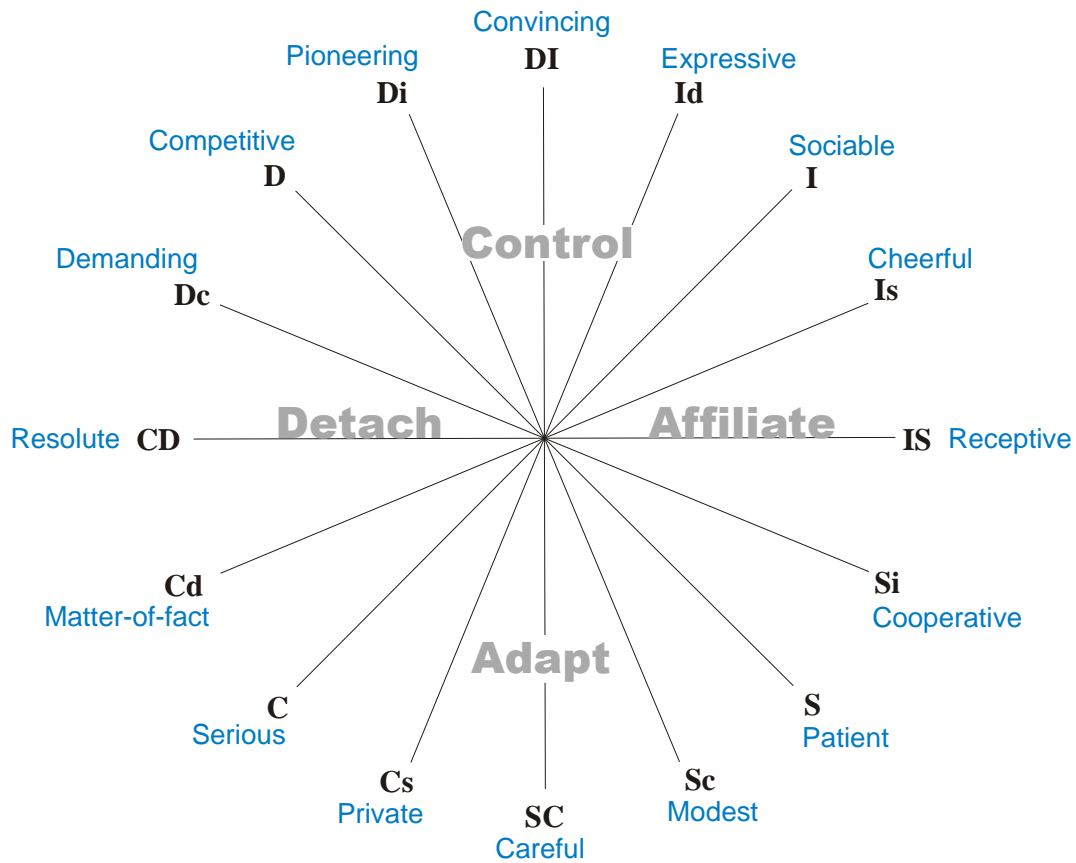 Convincing
DI
Pioneering
Di
Expressive
Id
Competitive
D
Sociable
I
Control
Demanding
Dc
Cheerful
Is
Detach
Affiliate
Resolute CD
IS Receptive
Cd
Matter-of-fact
Si
Cooperative
Adapt
C
Serious
S
Patient
Cs
Private
Sc
Modest
SC
Careful